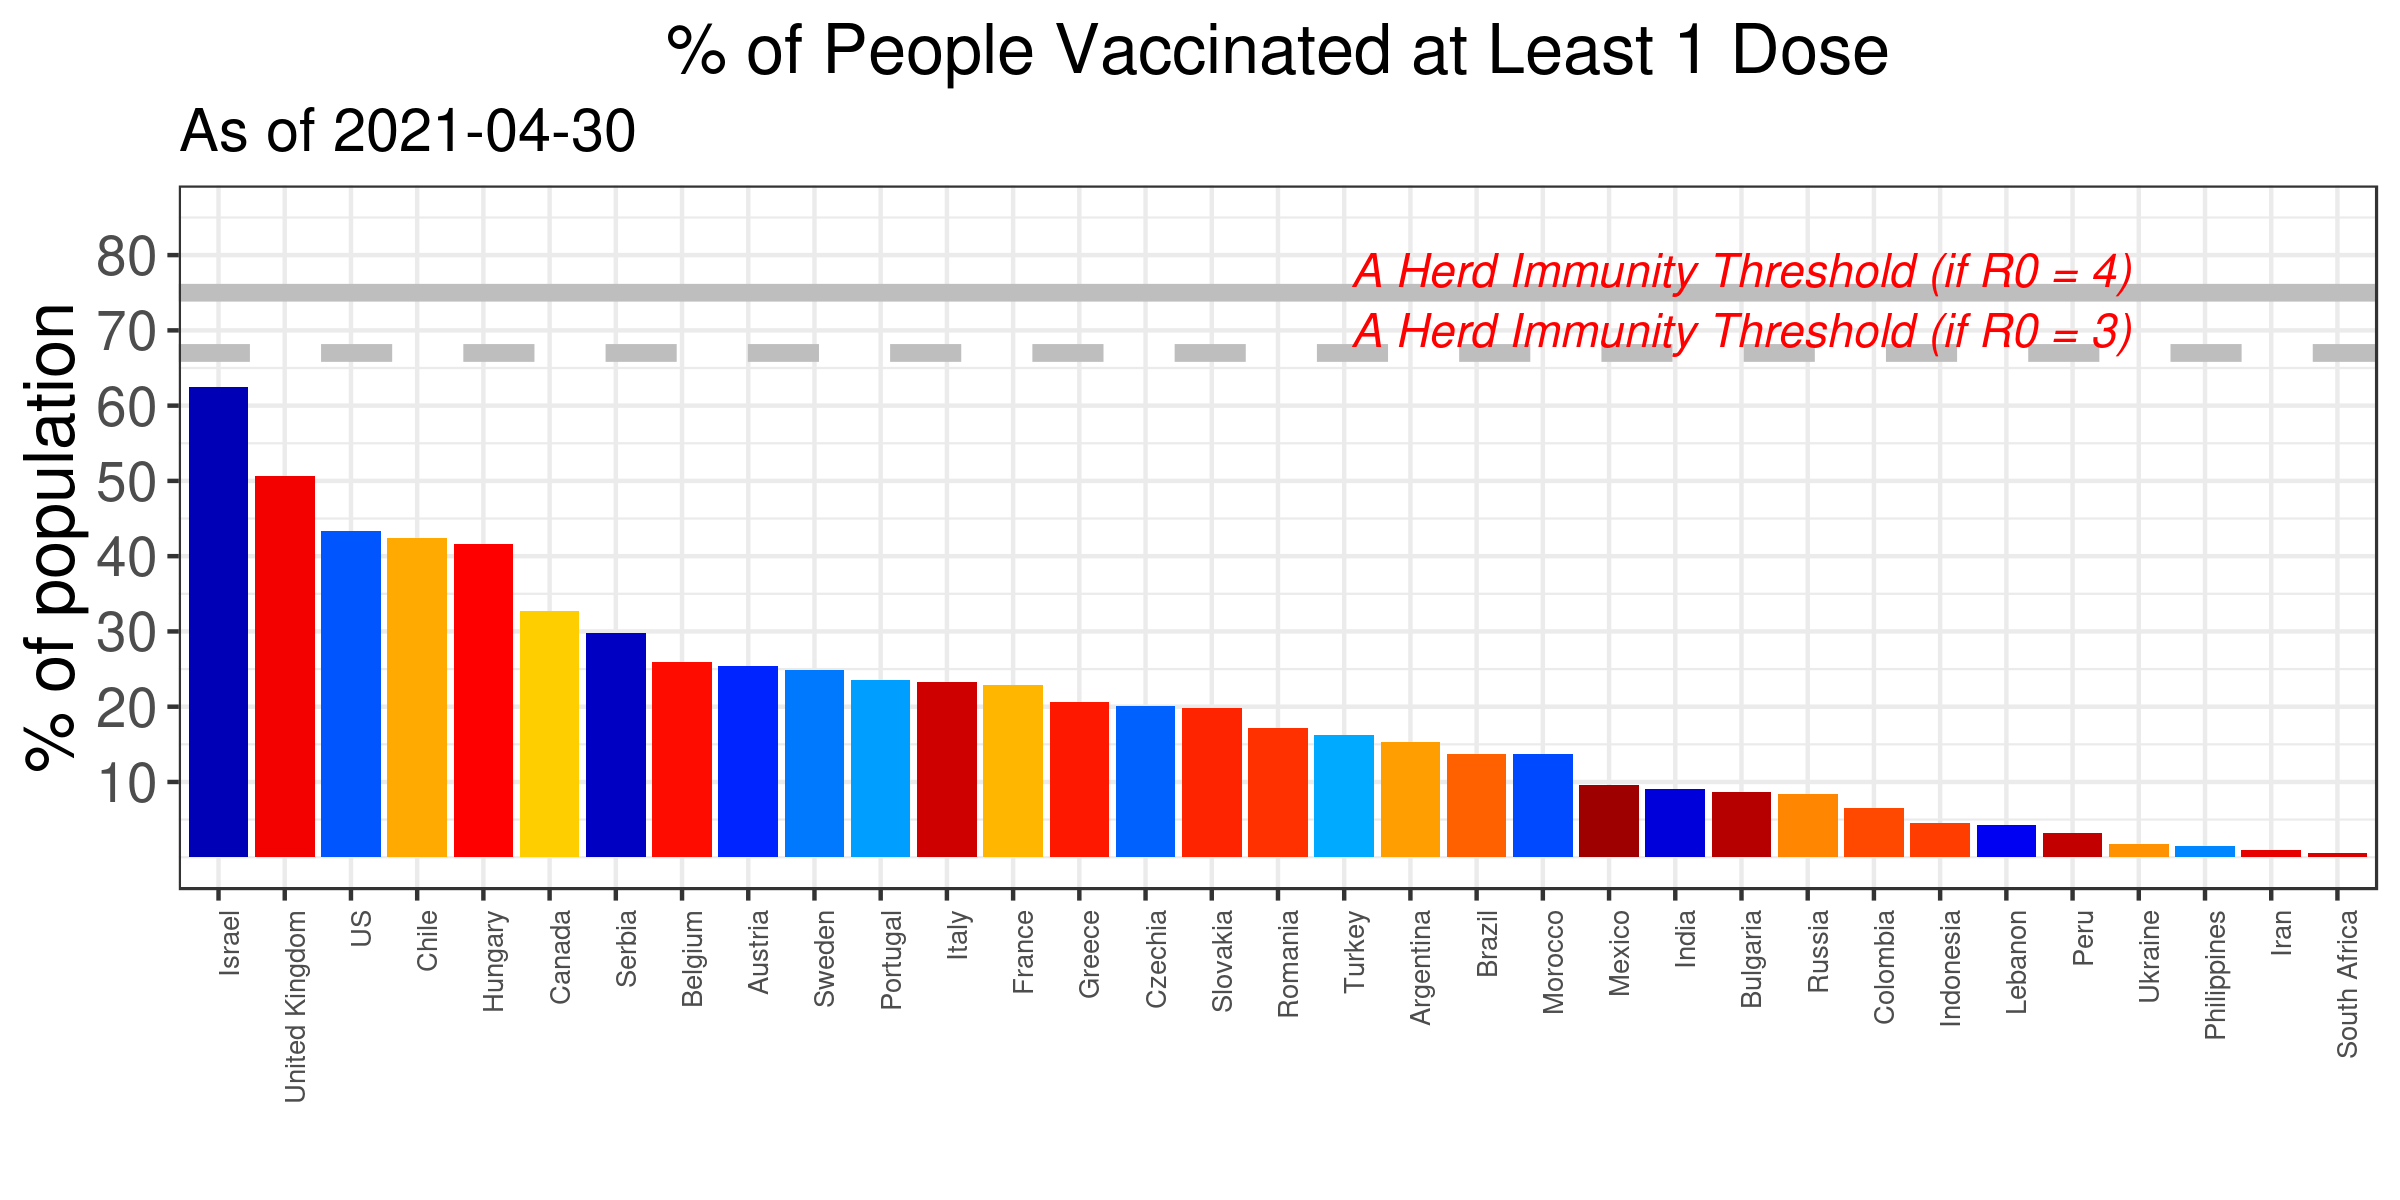 % of People Vaccinated at Least 1 Dose
As of 2021-04-30
% of population
80
70
60
50
40
30
20
10
A Herd Immunity Threshold (if R0 = 4)
A Herd Immunity Threshold (if R0 = 3)
Israel
United Kingdom
US
Chile
Hungary
Canada
Serbia
Belgium
Austria
Sweden
Portugal
Italy
France
Greece
Czechia
Slovakia
Romania
Turkey
Argentina
Brazil
Morocco
Mexico
India
Bulgaria
Russia
Colombia
Indonesia
Lebanon
Peru
Ukraine
Philippines
Iran
South Africa